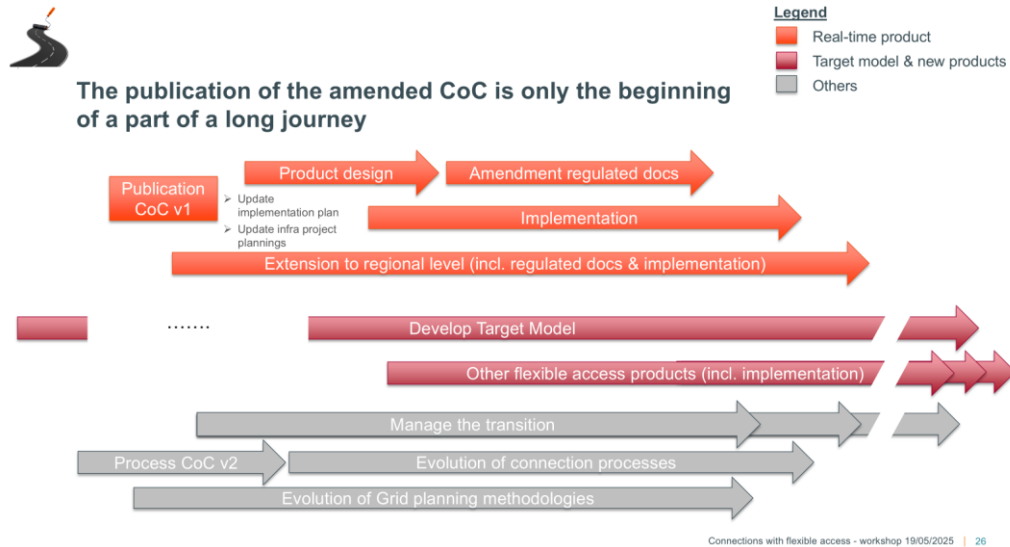 Legend
Real-time product
Target model & new products
Others
The publication of the amended CoC is only the beginning
of a part of a long journey
Product design
Amendment regulated docs
Publication
CoC v1
➢ Update
implementation plan
➢ Update infra project
plannings
Implementation
Extension to regional level (incl. regulated docs & implementation)
.......
Develop Target Model
Other flexible access products (incl. implementation)
Manage the transition
Process CoC v2
Evolution of connection processes
Evolution of Grid planning methodologies
Connections with flexible access - workshop 19/05/2025 | 26